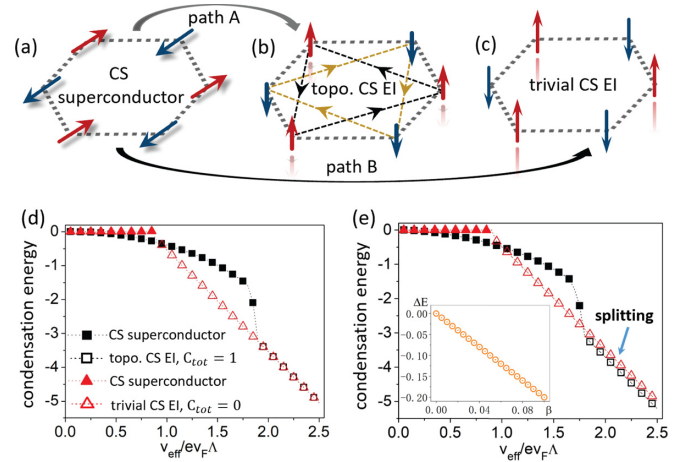 (a)
path A
(b)
(c)
CS
superconductor
topo. CS EI
trivial CS EI
path B
(d)
0
-1
-2
-3
-4
-5
condensation energy
CS superconductor
topo. CS EI, C_tot = 1
CS superconductor
trivial CS EI, C_tot = 0
0.0 0.5 1.0 1.5 2.0 2.5
v_eff/ev_FΛ
(e)
0
-1
-2
-3
-4
-5
condensation energy
ΔE
0.00
-0.05
-0.10
-0.15
-0.20
0.00 0.04 0.08 β
splitting
0.0 0.5 1.0 1.5 2.0 2.5
v_eff/ev_FΛ